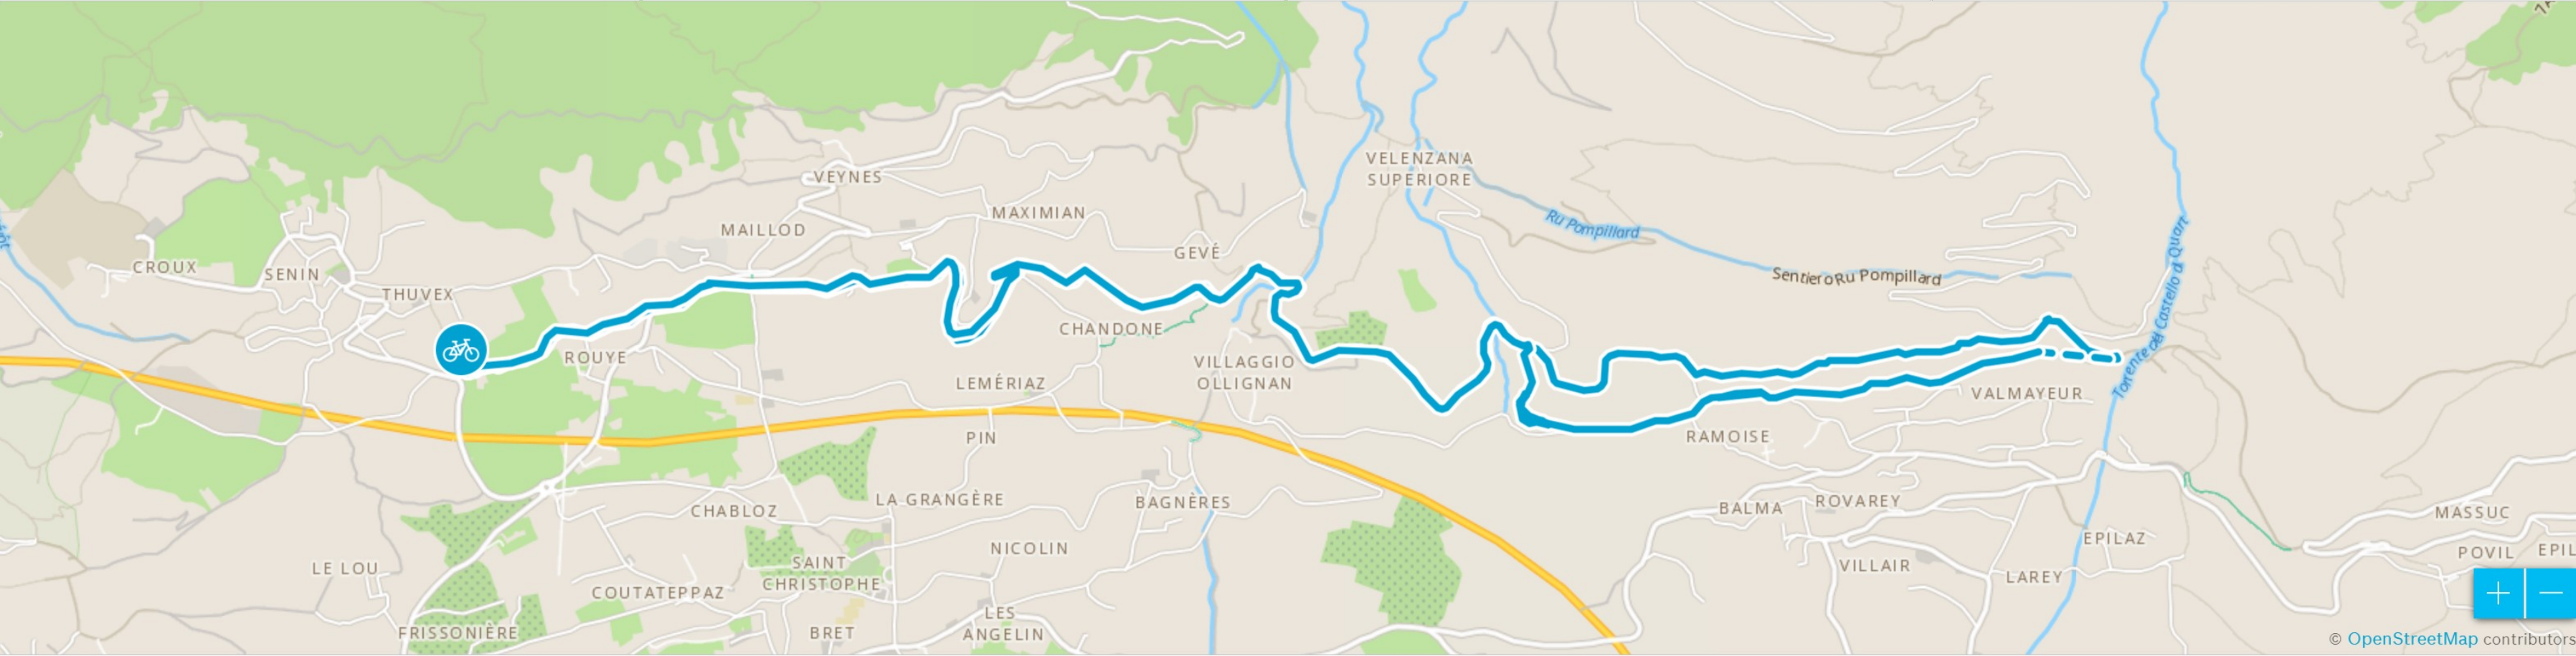 VELENZANA
SUPERIORE
VEYNES
MAXIMIAN
Ru Pompillard
MAILLOD
GEVÉ
CROUX
SENIN
Sentiero Ru Pompillard
THUVEX
CHANDONE
Torrente del Castello di Quart
ROUYE
VILLAGGIO
OLLIGNAN
LEMÉRIAZ
VALMAYEUR
PIN
RAMOISE
LA GRANGÈRE
BAGNÈRES
CHABLOZ
BALMA
ROVAREY
MASSUC
NICOLIN
EPILAZ
POVIL
EPIL
LE LOU
SAINT
CHRISTOPHE
VILLAIR
LAREY
COUTATEPPAZ
LES
ANGELIN
FRISSONIÈRE
BRET
+ −
© OpenStreetMap contributors